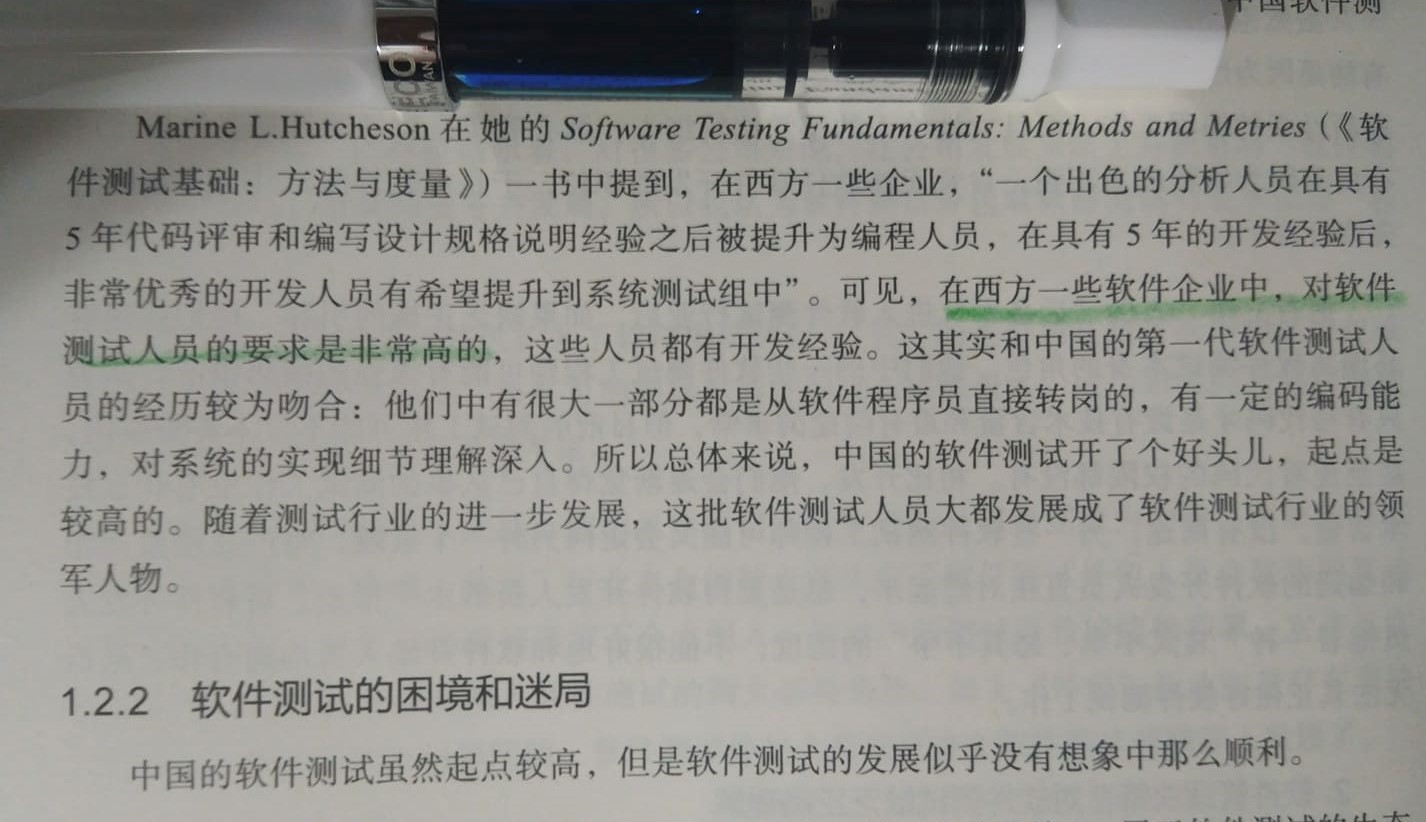 中国软件测
CO
TAIWAN
Marine L.Hutcheson 在她的 Software Testing Fundamentals: Methods and Metries (《软
件测试基础：方法与度量》）一书中提到，在西方一些企业，“一个出色的分析人员在具有
5 年代码评审和编写设计规格说明经验之后被提升为编程人员，在具有 5 年的开发经验后，
非常优秀的开发人员有希望提升到系统测试组中”。可见，在西方一些软件企业中，对软件
测试人员的要求是非常高的，这些人员都有开发经验。这其实和中国的第一代软件测试人
员的经历较为吻合：他们中有很大一部分都是从软件程序员直接转岗的，有一定的编码能
力，对系统的实现细节理解深入。所以总体来说，中国的软件测试开了个好头儿，起点是
较高的。随着测试行业的进一步发展，这批软件测试人员大都发展成了软件测试行业的领
军人物。
1.2.2 软件测试的困境和迷局
中国的软件测试虽然起点较高，但是软件测试的发展似乎没有想象中那么顺利。